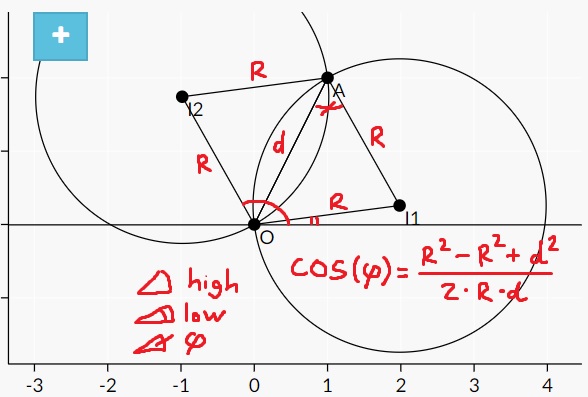 +
R
A
I2
d
R
R
R
I1
O
COS(φ) = (R² - R² + d²) / (2 · R · d)
high
low
φ
-3 -2 -1 0 1 2 3 4